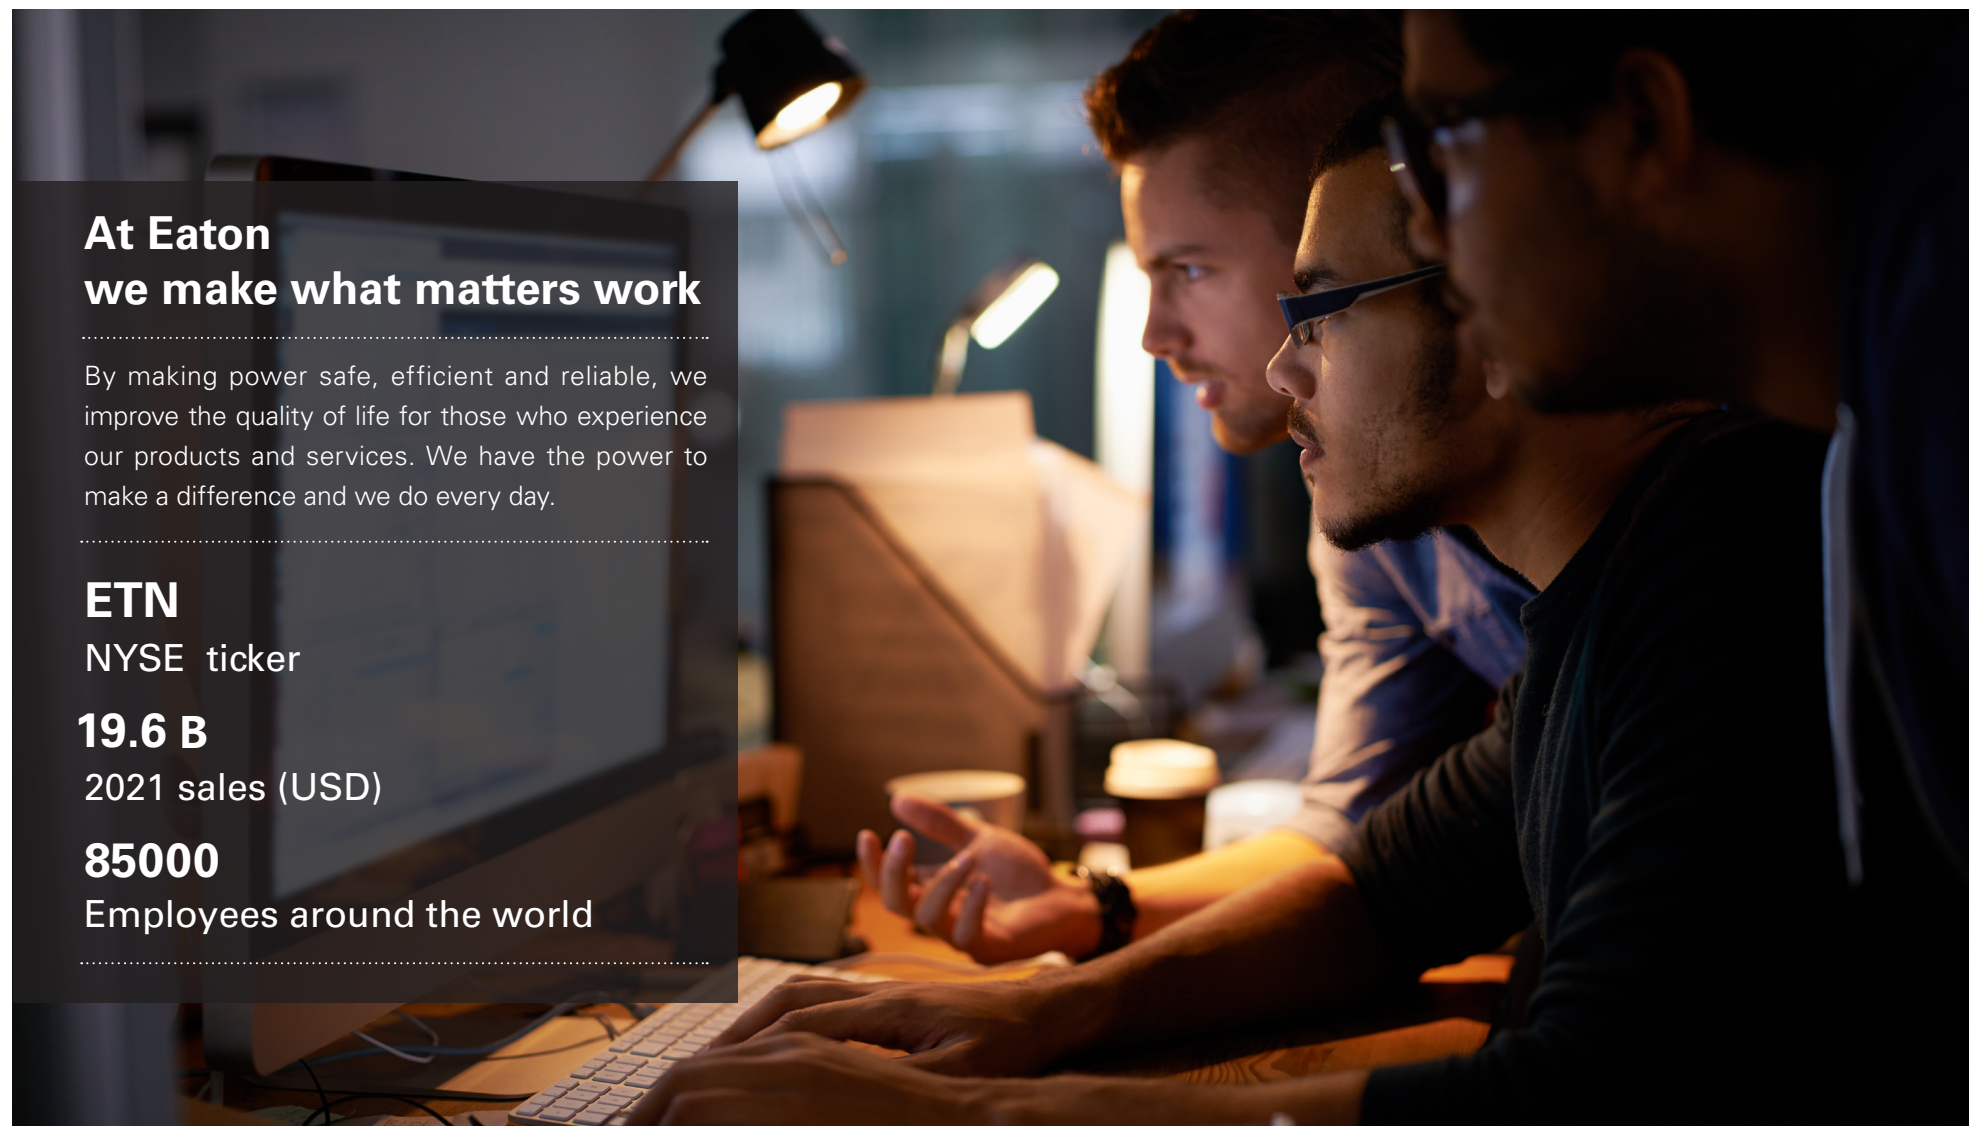 At Eaton
we make what matters work
By making power safe, efficient and reliable, we
improve the quality of life for those who experience
our products and services. We have the power to
make a difference and we do every day.
ETN
NYSE ticker
19.6 B
2021 sales (USD)
85000
Employees around the world